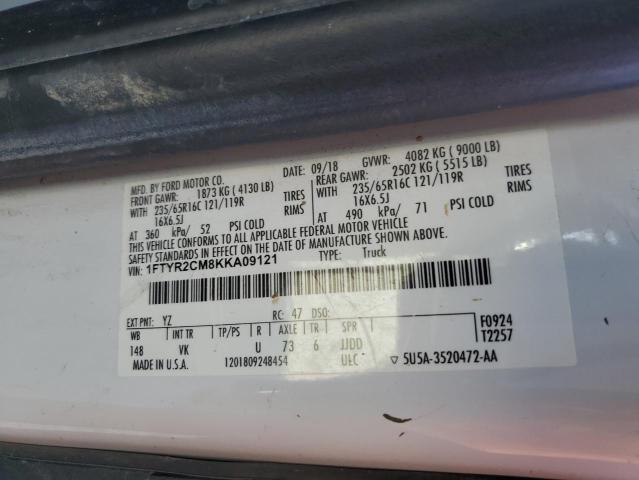 MFD. BY FORD MOTOR CO.
DATE: 09/18 GVWR: 4082 KG ( 9000 LB)
FRONT GAWR: 1873 KG ( 4130 LB)
REAR GAWR: 2502 KG ( 5515 LB)
WITH 235/65R16C 121/119R TIRES
WITH 235/65R16C 121/119R TIRES
16X6.5J RIMS
16X6.5J RIMS
AT 360 kPa/ 52 PSI COLD
AT 490 kPa/ 71 PSI COLD
THIS VEHICLE CONFORMS TO ALL APPLICABLE FEDERAL MOTOR VEHICLE
SAFETY STANDARDS IN EFFECT ON THE DATE OF MANUFACTURE SHOWN ABOVE.
VIN: 1FTYR2CM8KKA09121
TYPE: Truck
EXT PNT: YZ RC: 47 DSO:
WB INT TR TP/PS R AXLE TR SPR
F0924
T2257
148 VK U 73 6 JJDD
MADE IN U.S.A. 1201809248454 UEC ▽ 5U5A-3520472-AA